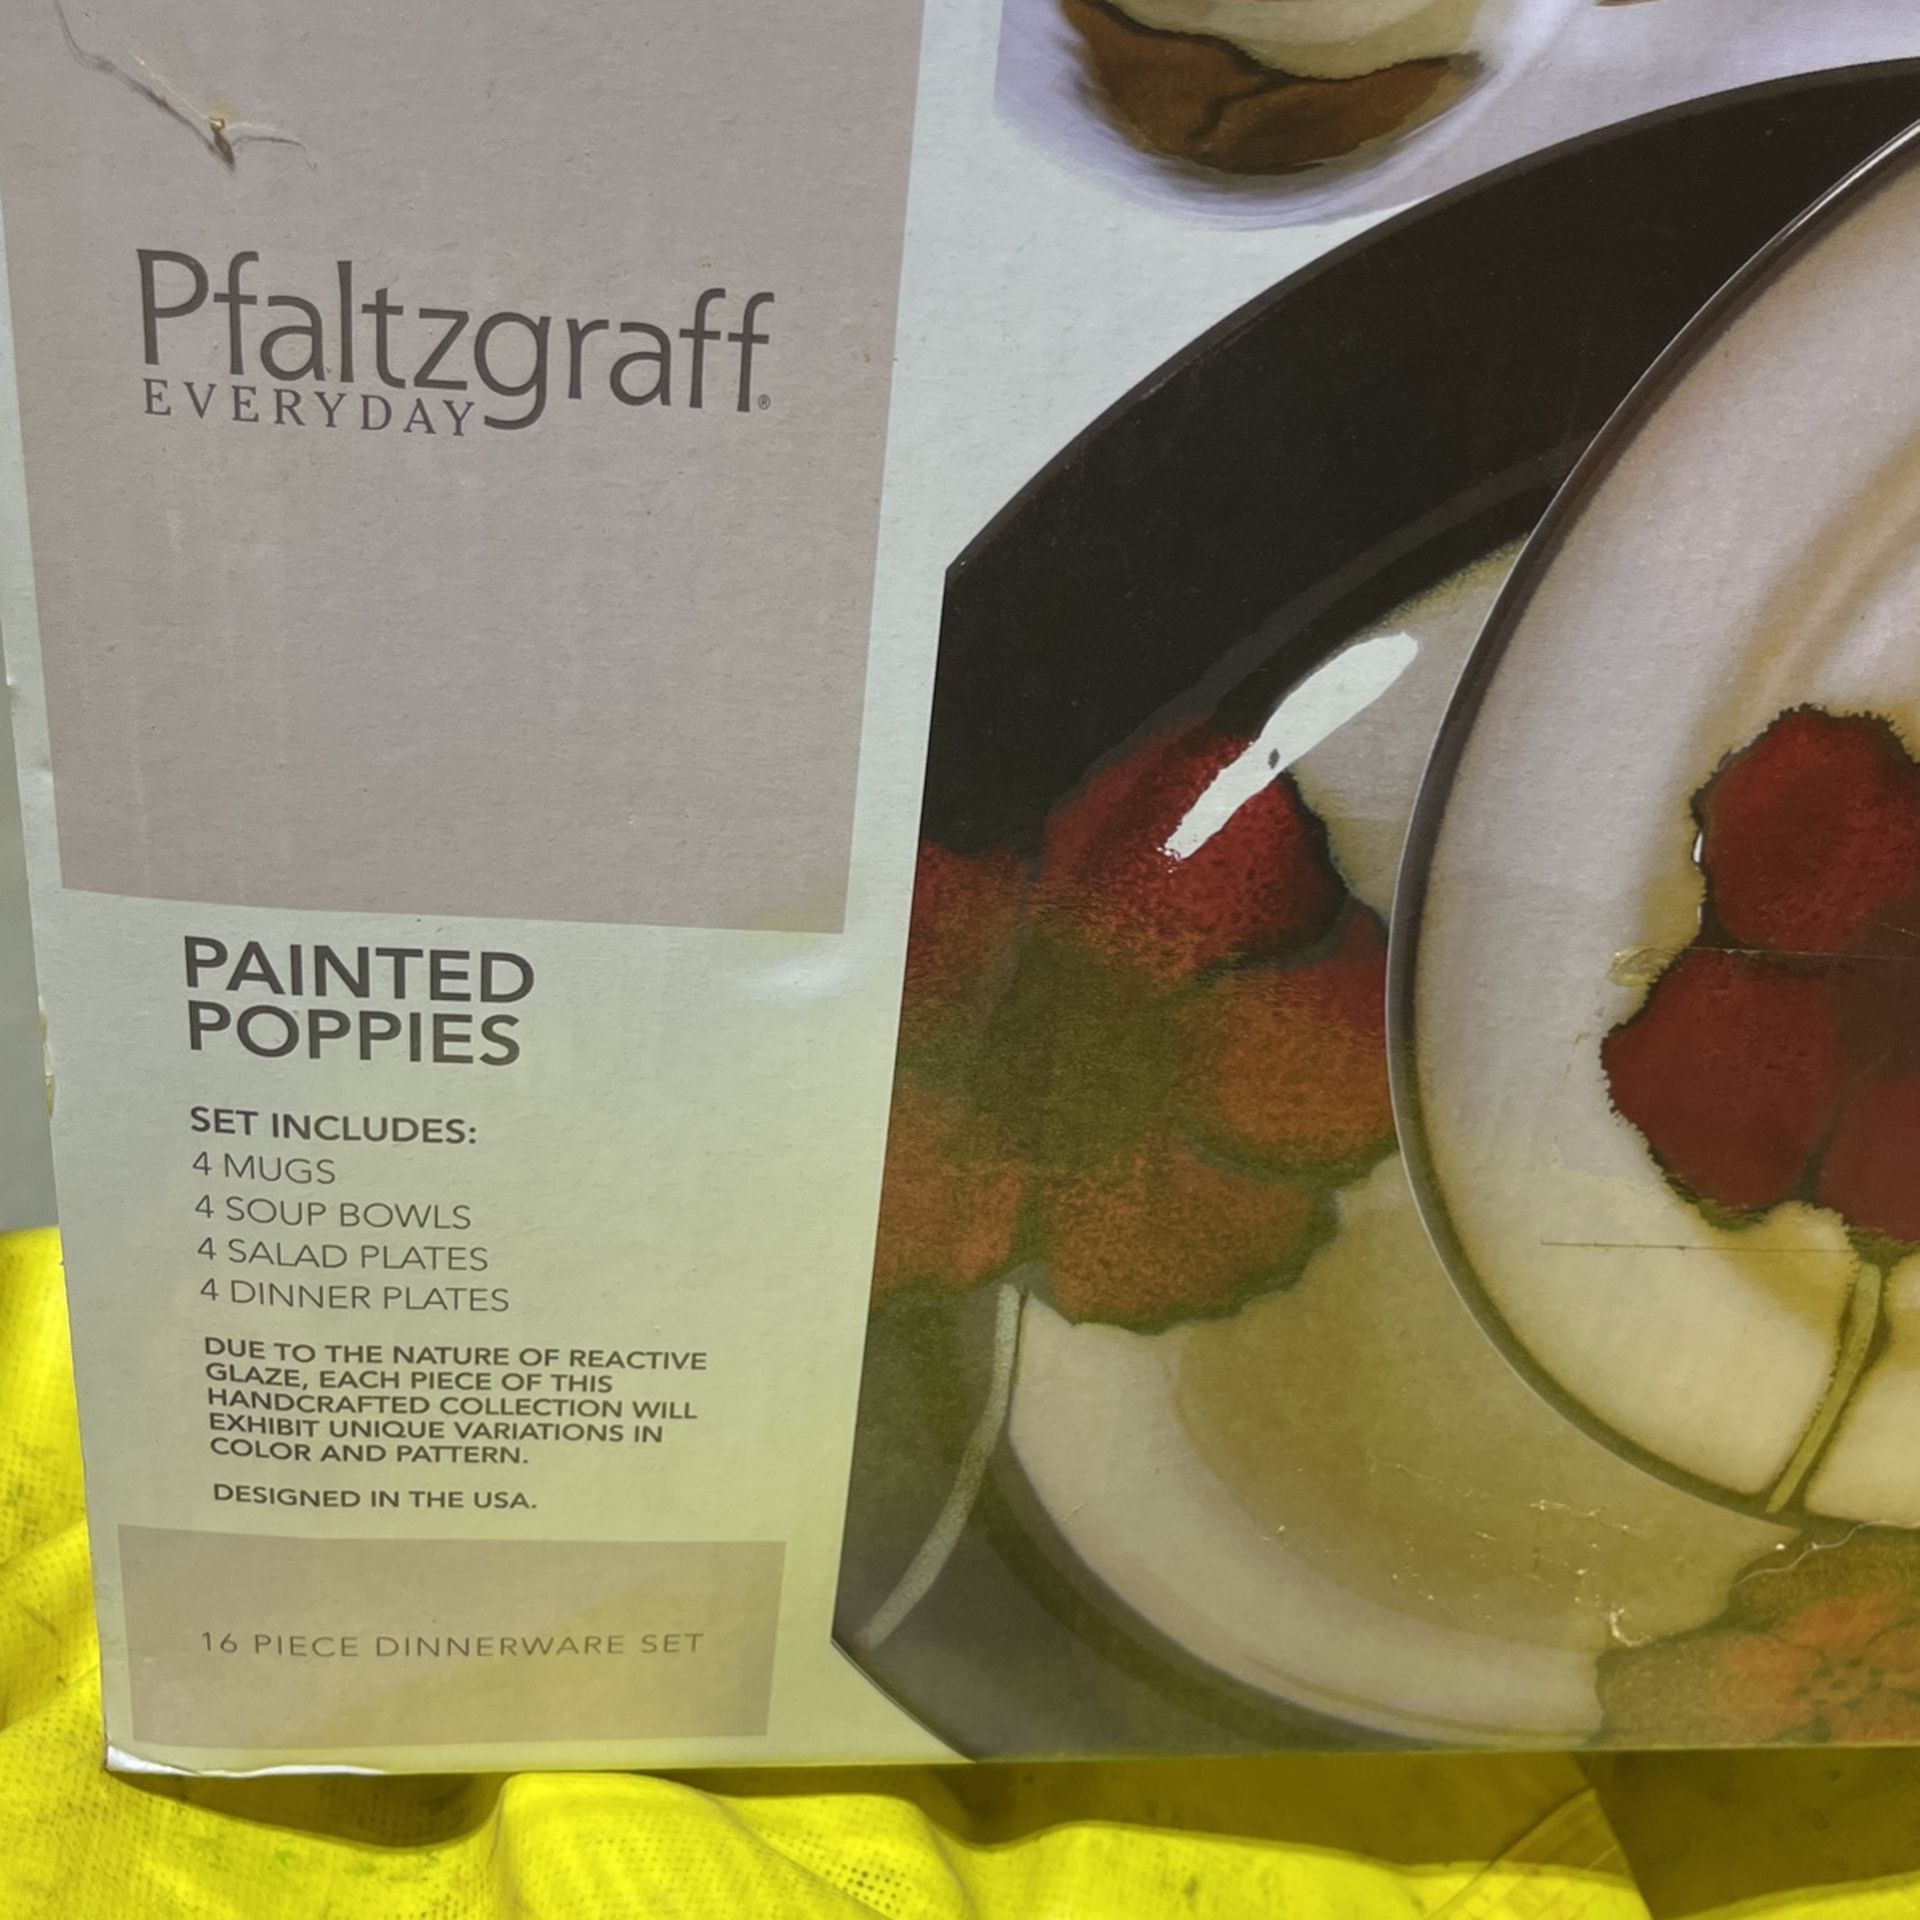 Pfaltzgraff®
EVERYDAY
PAINTED
POPPIES
SET INCLUDES:
4 MUGS
4 SOUP BOWLS
4 SALAD PLATES
4 DINNER PLATES
DUE TO THE NATURE OF REACTIVE
GLAZE, EACH PIECE OF THIS
HANDCRAFTED COLLECTION WILL
EXHIBIT UNIQUE VARIATIONS IN
COLOR AND PATTERN.
DESIGNED IN THE USA.
16 PIECE DINNERWARE SET